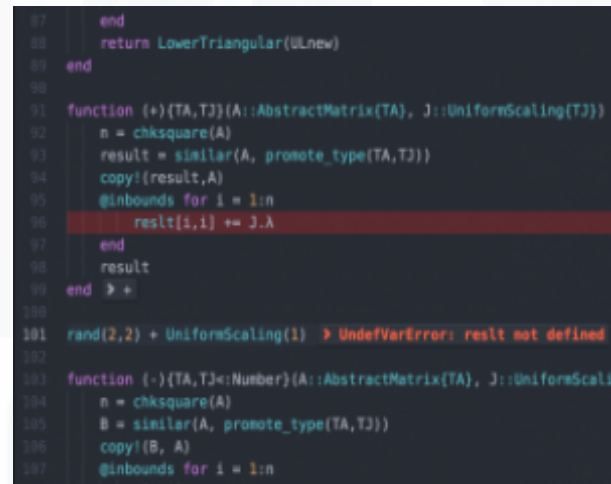 87 end
88 return LowerTriangular(ULnew)
89 end
90
91 function (+){TA,TJ}(A::AbstractMatrix{TA}, J::UniformScaling{TJ})
92 n = chksquare(A)
93 result = similar(A, promote_type(TA,TJ))
94 copy!(result,A)
95 @inbounds for i = 1:n
96 reslt[i,i] += J.λ
97 end
98 result
99 end > +
100
101 rand(2,2) + UniformScaling(1) > UndefVarError: reslt not defined
102
103 function (-){TA,TJ<:Number}(A::AbstractMatrix{TA}, J::UniformScali
104 n = chksquare(A)
105 B = similar(A, promote_type(TA,TJ))
106 copy!(B, A)
107 @inbounds for i = 1:n